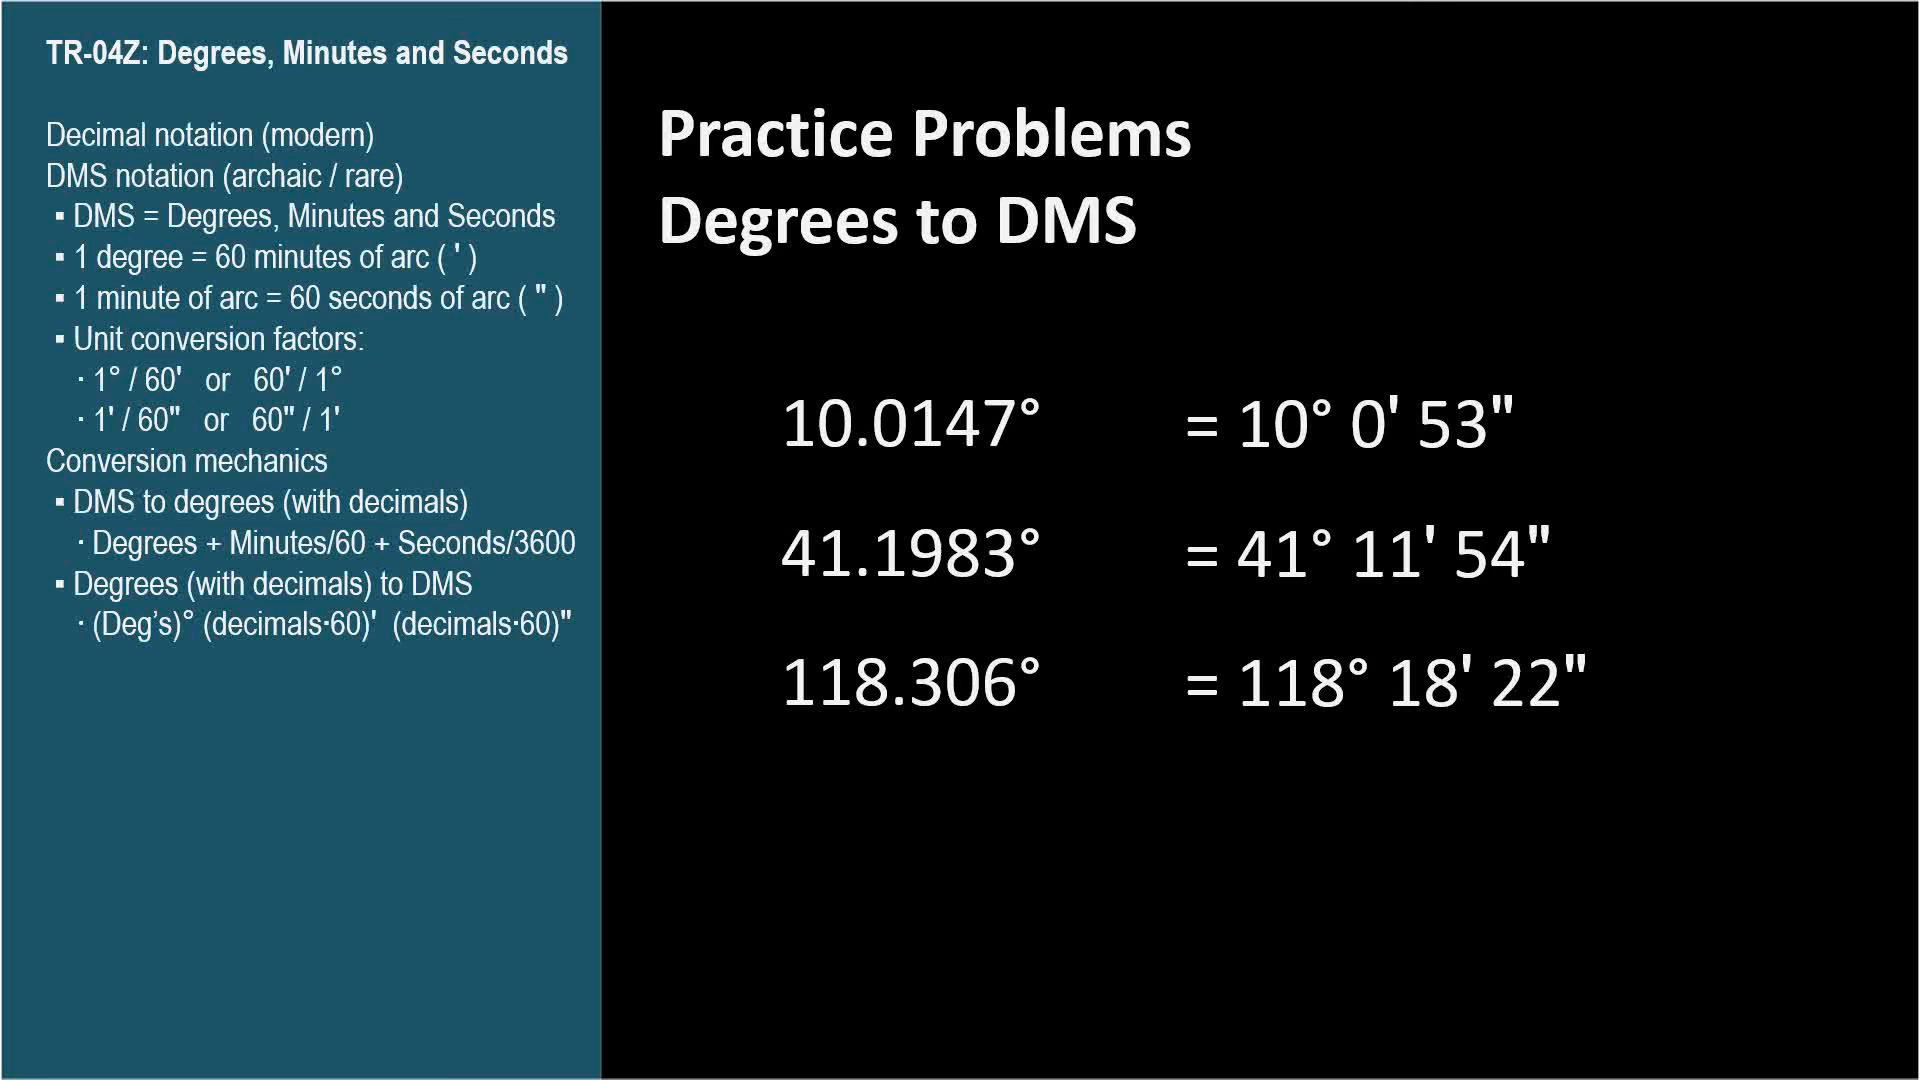 TR-04Z: Degrees, Minutes and Seconds
Decimal notation (modern)
DMS notation (archaic / rare)
▪ DMS = Degrees, Minutes and Seconds
▪ 1 degree = 60 minutes of arc ( ' )
▪ 1 minute of arc = 60 seconds of arc ( " )
▪ Unit conversion factors:
· 1° / 60' or 60' / 1°
· 1' / 60" or 60" / 1'
Conversion mechanics
▪ DMS to degrees (with decimals)
· Degrees + Minutes/60 + Seconds/3600
▪ Degrees (with decimals) to DMS
· (Deg’s)° (decimals·60)' (decimals·60)"
Practice Problems
Degrees to DMS
10.0147° = 10° 0' 53"
41.1983° = 41° 11' 54"
118.306° = 118° 18' 22"